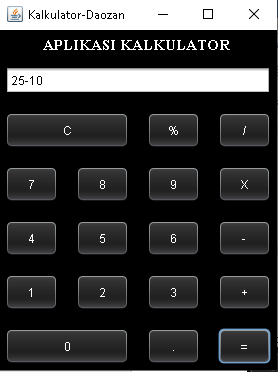 Kalkulator-Daozan
APLIKASI KALKULATOR
25-10
C % /
7 8 9 X
4 5 6 -
1 2 3 +
0 . =